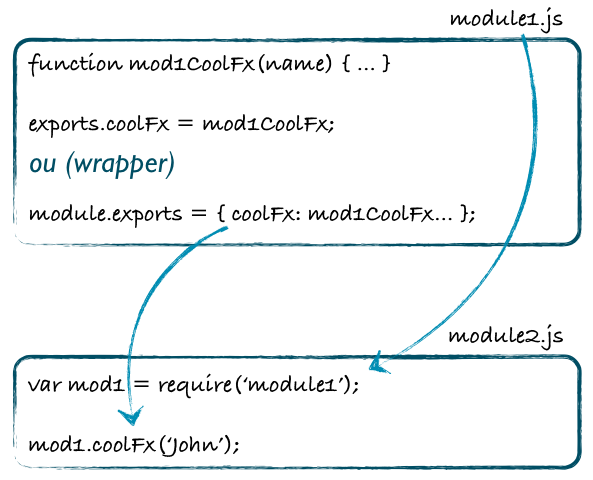 module1.js
function mod1CoolFx(name) { ... }
exports.coolFx = mod1CoolFx;
ou (wrapper)
module.exports = { coolFx: mod1CoolFx... };
module2.js
var mod1 = require(‘module1’);
mod1.coolFx(‘John’);